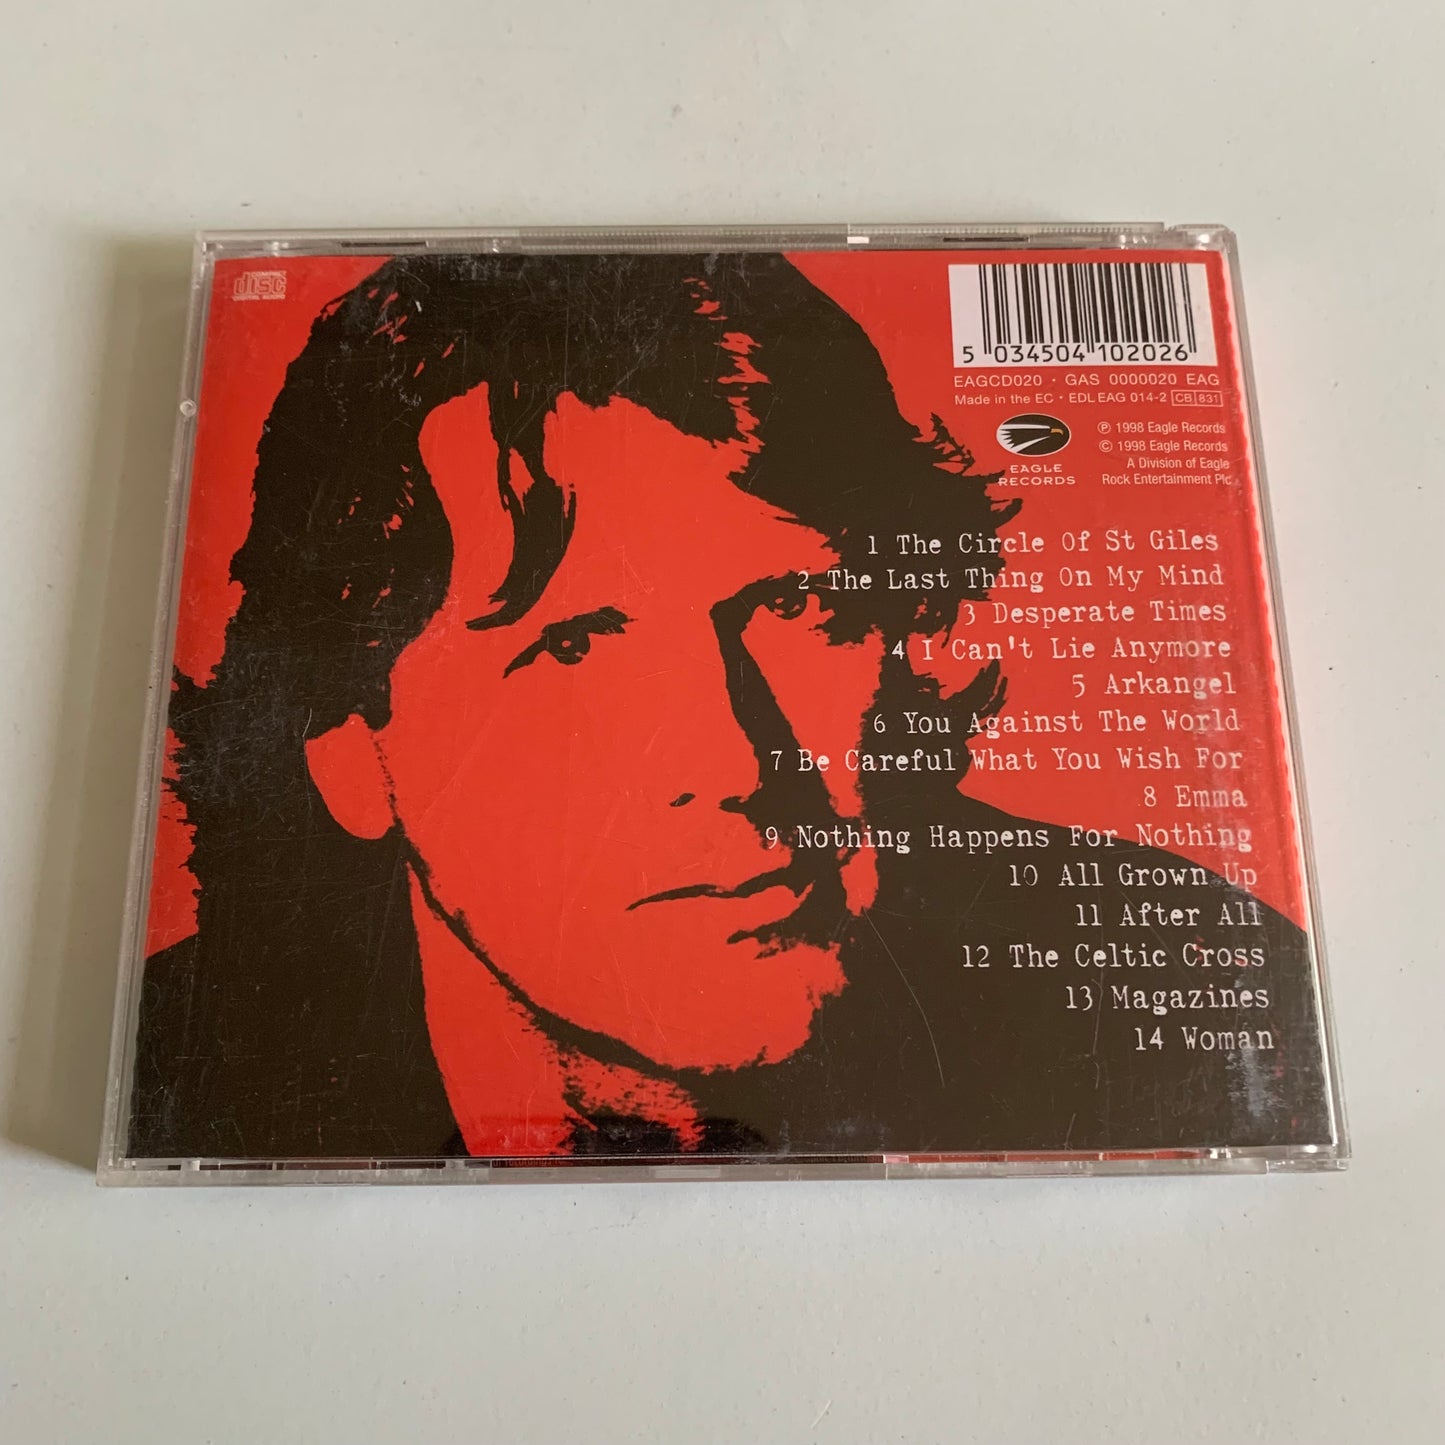 COMPACT
disc
DIGITAL AUDIO
5 034504 102026
EAGCD020 · GAS 0000020 EAG
Made in the EC · EDL EAG 014-2 CB 831
EAGLE
RECORDS
℗ 1998 Eagle Records
© 1998 Eagle Records
A Division of Eagle
Rock Entertainment Plc
1 The Circle Of St Giles
2 The Last Thing On My Mind
3 Desperate Times
4 I Can't Lie Anymore
5 Arkangel
6 You Against The World
7 Be Careful What You Wish For
8 Emma
9 Nothing Happens For Nothing
10 All Grown Up
11 After All
12 The Celtic Cross
13 Magazines
14 Woman